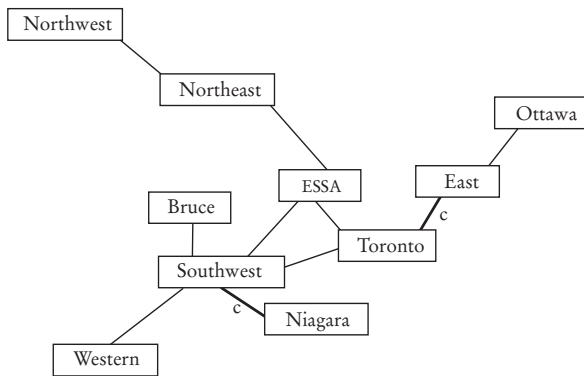 Northwest
Northeast
Ottawa
ESSA
East
Bruce
c
Toronto
Southwest
c
Niagara
Western